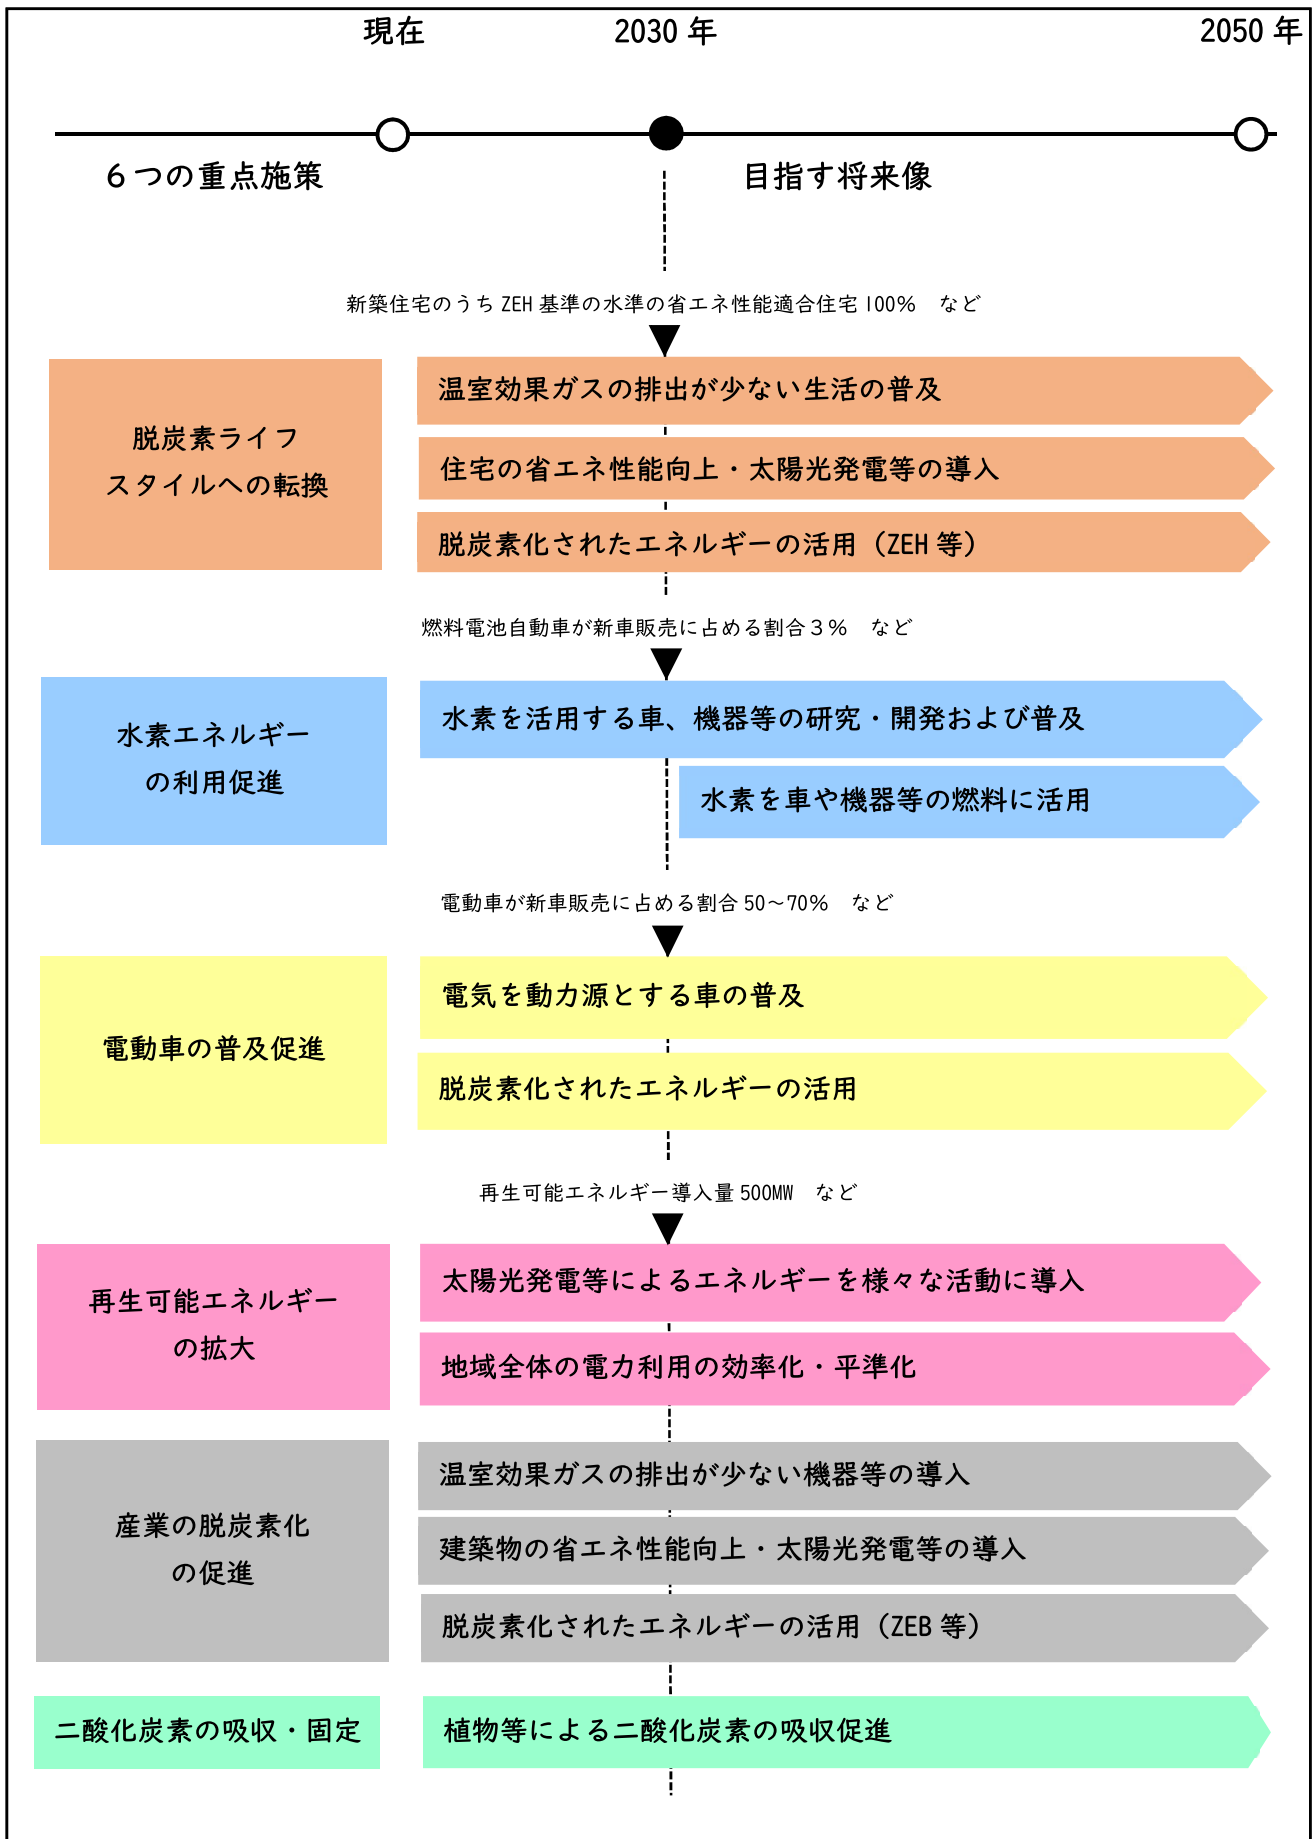 現在 2030年 2050年
６つの重点施策 目指す将来像
新築住宅のうちZEH基準の水準の省エネ性能適合住宅100％　など
脱炭素ライフ
スタイルへの転換
温室効果ガスの排出が少ない生活の普及
住宅の省エネ性能向上・太陽光発電等の導入
脱炭素化されたエネルギーの活用（ZEH等）
燃料電池自動車が新車販売に占める割合３％　など
水素エネルギー
の利用促進
水素を活用する車、機器等の研究・開発および普及
水素を車や機器等の燃料に活用
電動車が新車販売に占める割合50～70％　など
電動車の普及促進
電気を動力源とする車の普及
脱炭素化されたエネルギーの活用
再生可能エネルギー導入量500MW　など
再生可能エネルギー
の拡大
太陽光発電等によるエネルギーを様々な活動に導入
地域全体の電力利用の効率化・平準化
産業の脱炭素化
の促進
温室効果ガスの排出が少ない機器等の導入
建築物の省エネ性能向上・太陽光発電等の導入
脱炭素化されたエネルギーの活用（ZEB等）
二酸化炭素の吸収・固定
植物等による二酸化炭素の吸収促進